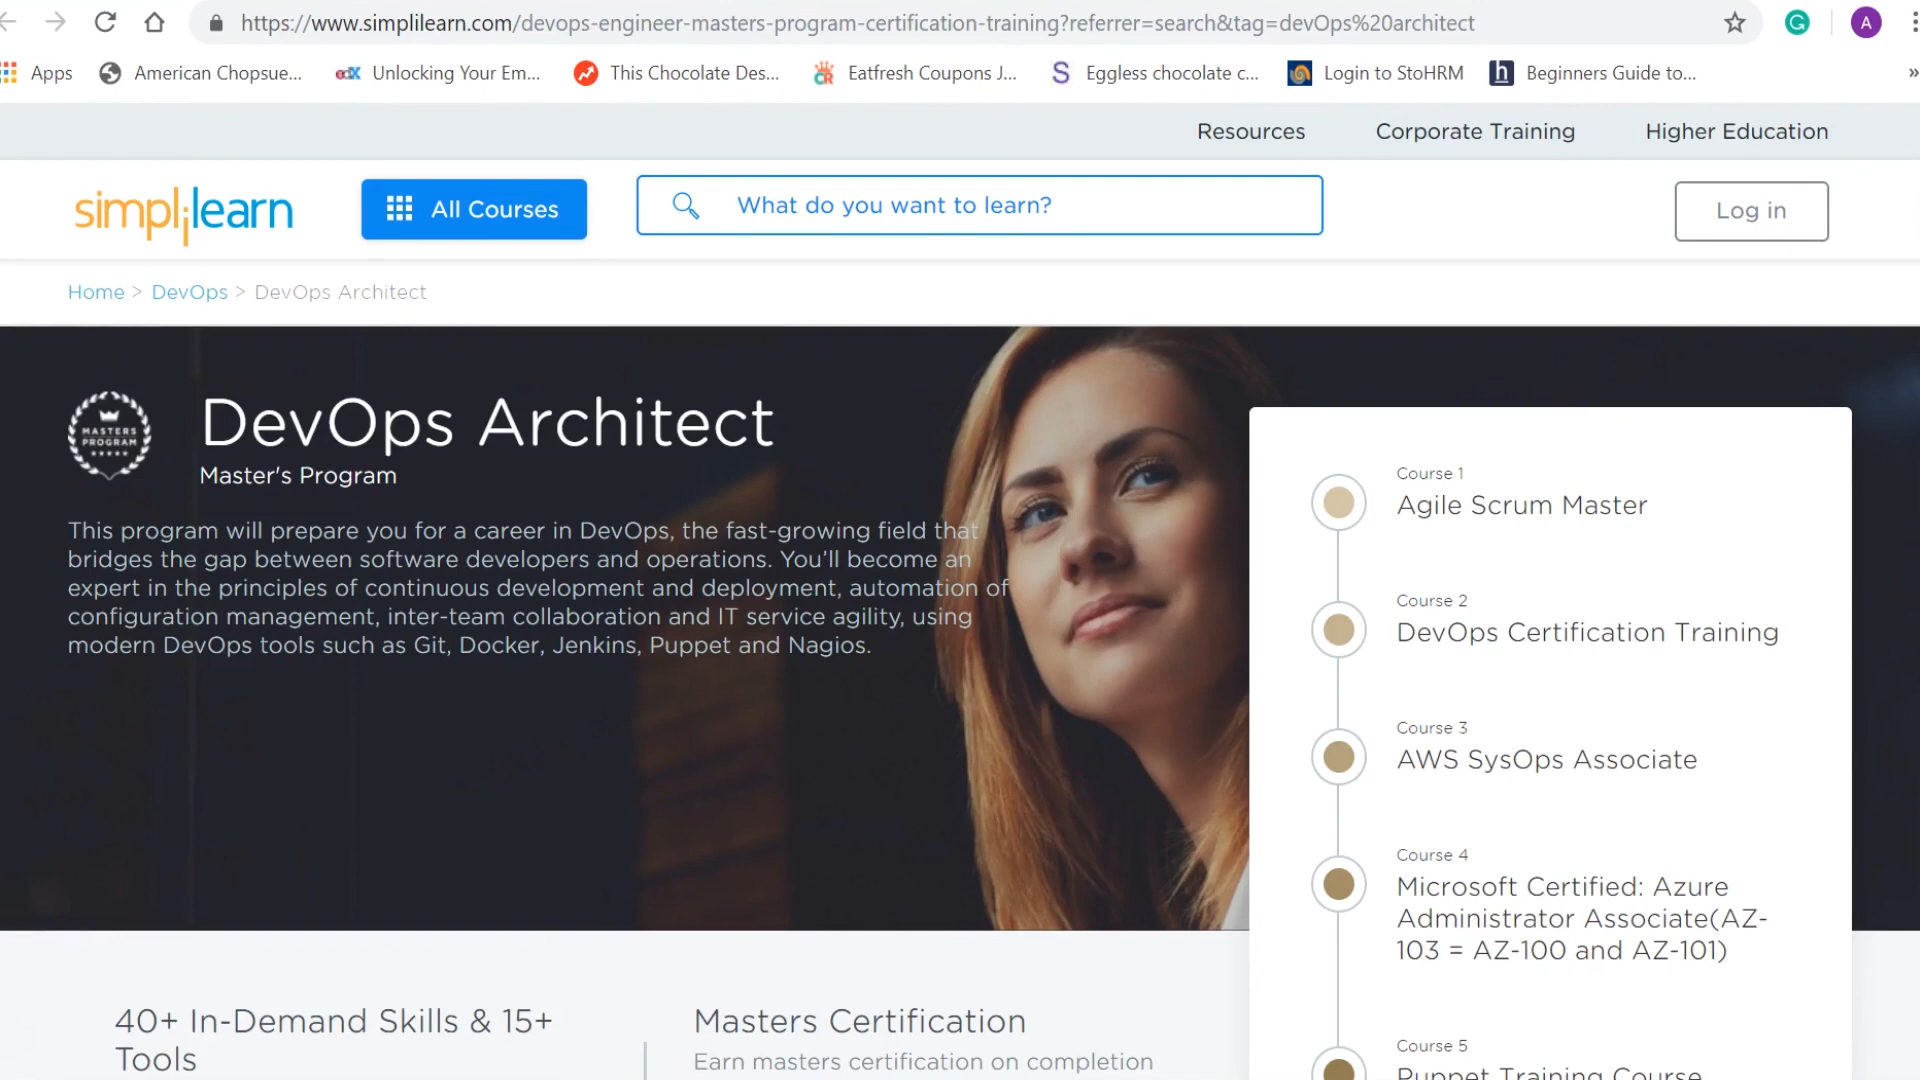 https://www.simplilearn.com/devops-engineer-masters-program-certification-training?referrer=search&tag=devOps%20architect
A
Apps
American Chopsue...
edX
Unlocking Your Em...
This Chocolate Des...
CR
Eatfresh Coupons J...
S
Eggless chocolate c...
Login to StoHRM
h
Beginners Guide to...
»
Resources
Corporate Training
Higher Education
simplilearn
All Courses
What do you want to learn?
Log in
Home > DevOps > DevOps Architect
MASTERS
PROGRAM
DevOps Architect
Master's Program
This program will prepare you for a career in DevOps, the fast-growing field that
bridges the gap between software developers and operations. You’ll become an
expert in the principles of continuous development and deployment, automation of
configuration management, inter-team collaboration and IT service agility, using
modern DevOps tools such as Git, Docker, Jenkins, Puppet and Nagios.
Course 1
Agile Scrum Master
Course 2
DevOps Certification Training
Course 3
AWS SysOps Associate
Course 4
Microsoft Certified: Azure
Administrator Associate(AZ-
103 = AZ-100 and AZ-101)
Course 5
Puppet Training Course
40+ In-Demand Skills & 15+
Tools
Masters Certification
Earn masters certification on completion